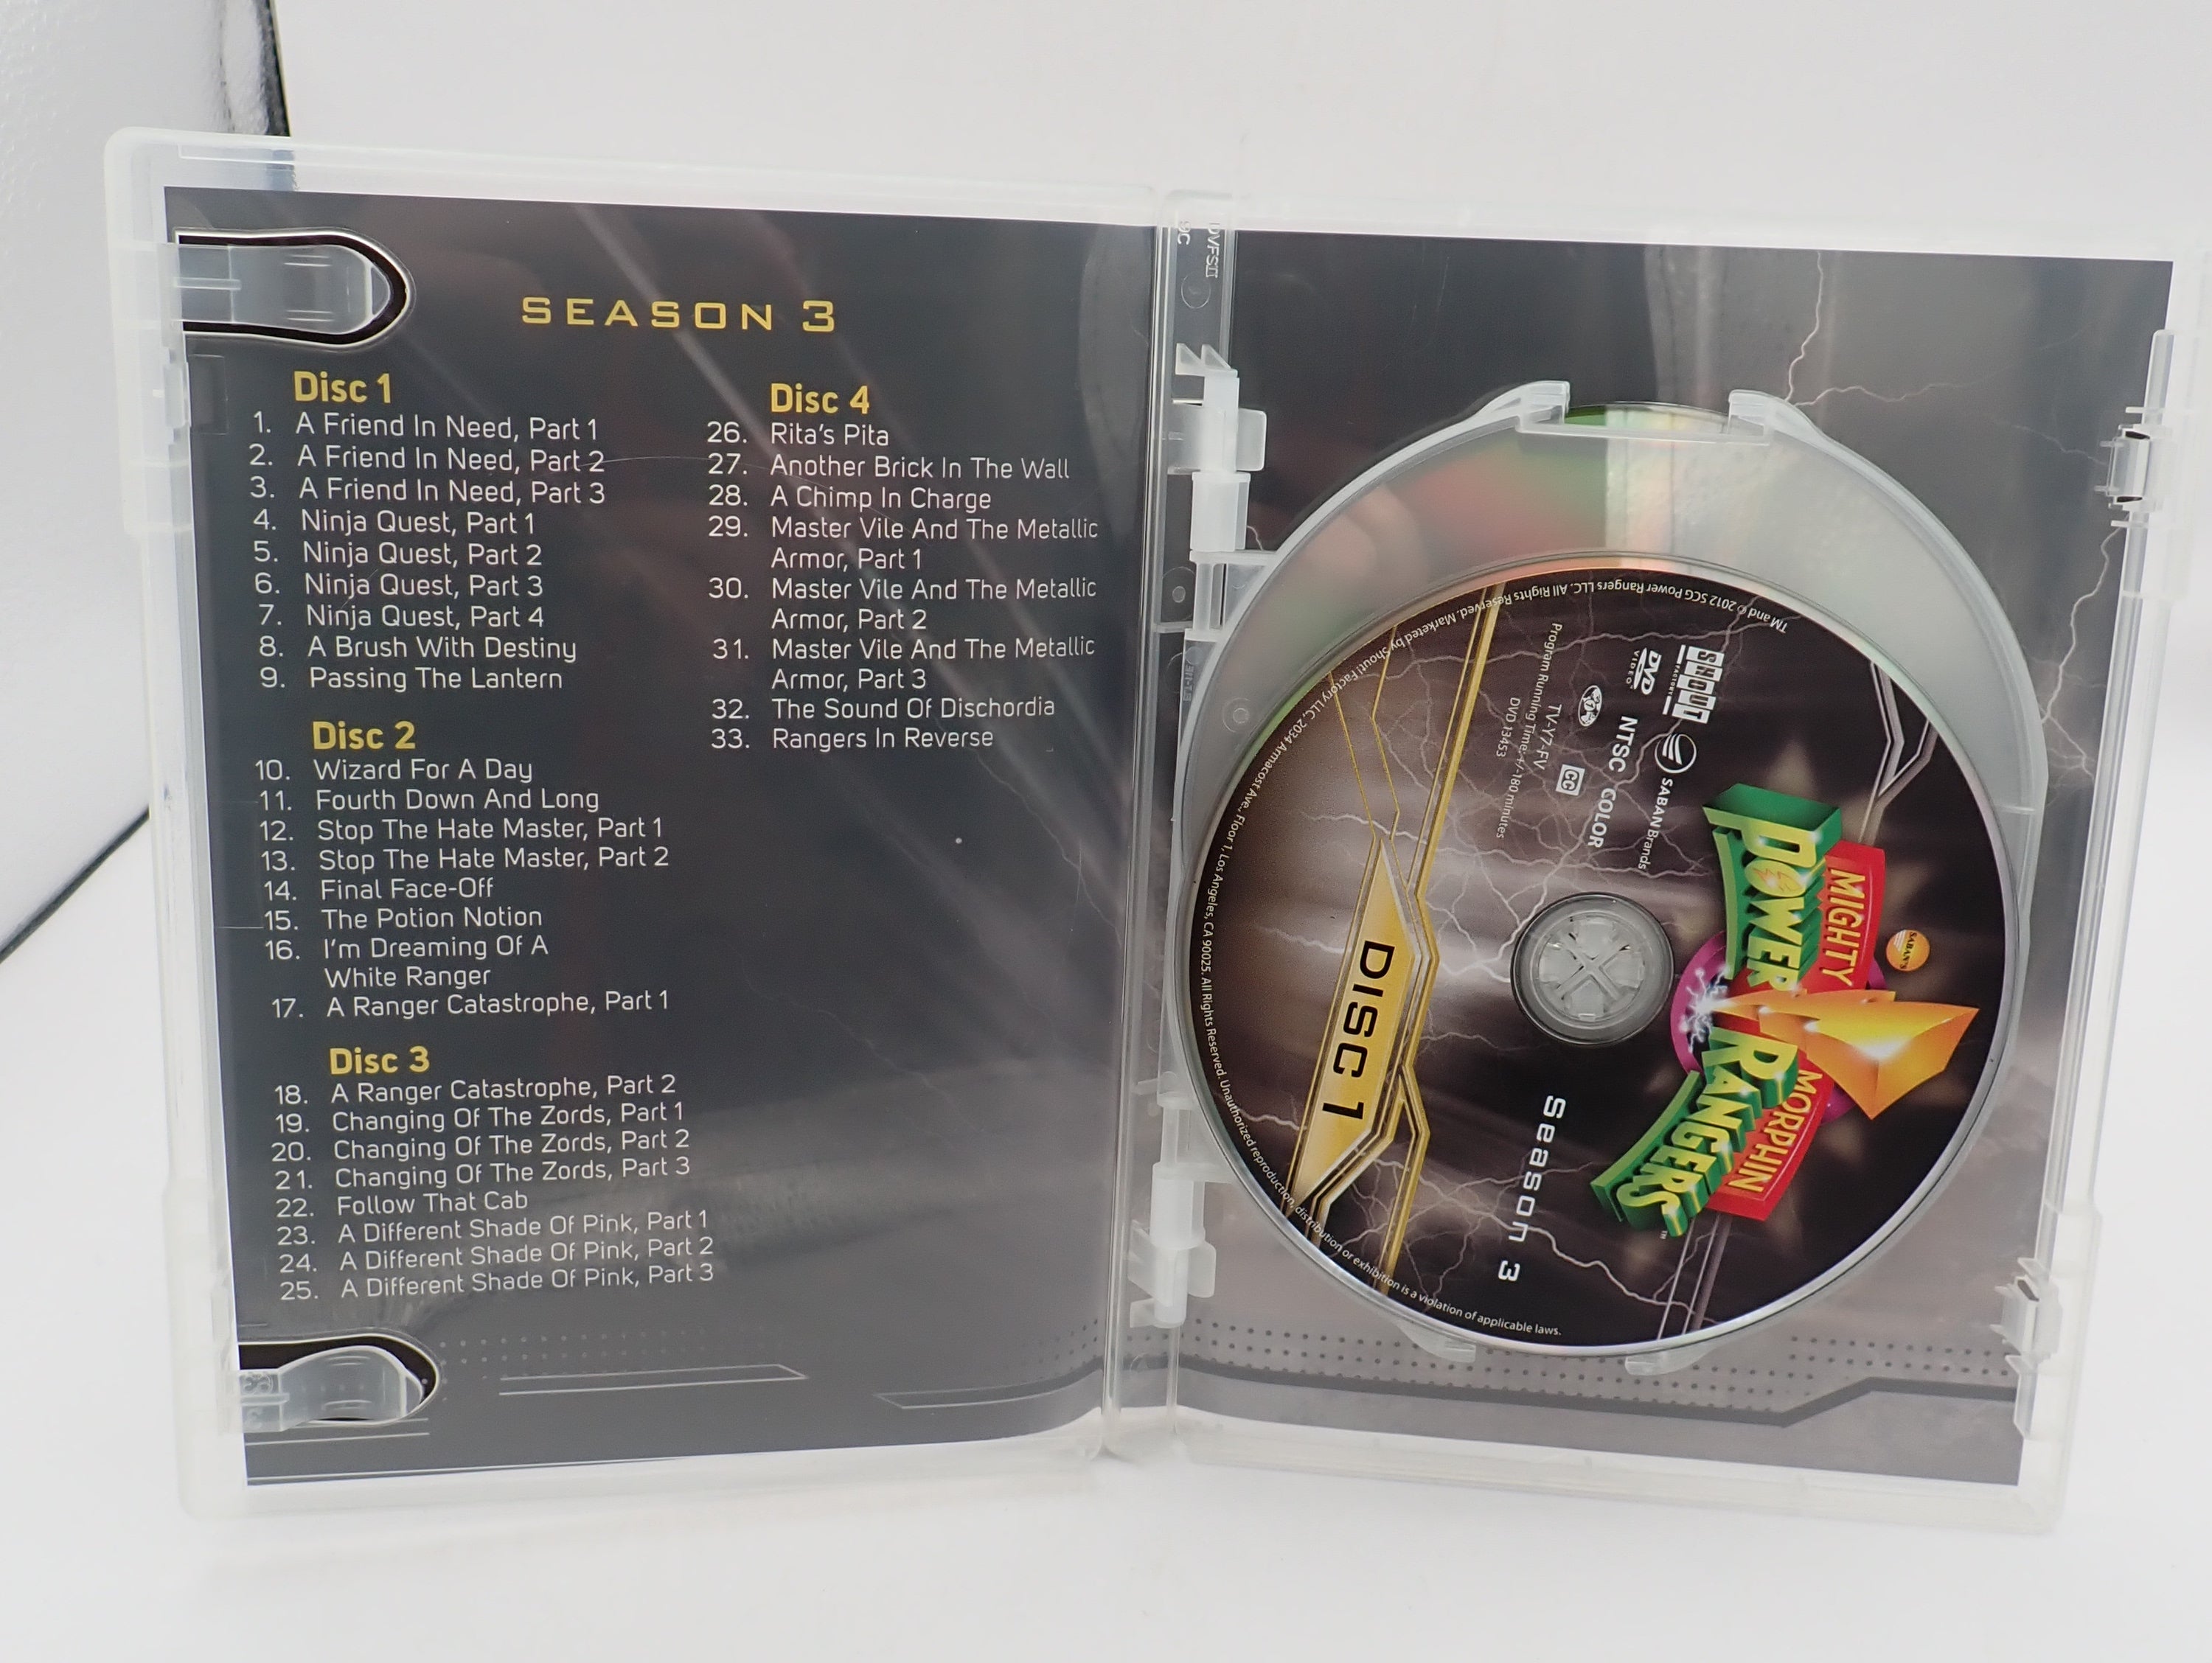 SEASON 3
Disc 1
1. A Friend In Need, Part 1
2. A Friend In Need, Part 2
3. A Friend In Need, Part 3
4. Ninja Quest, Part 1
5. Ninja Quest, Part 2
6. Ninja Quest, Part 3
7. Ninja Quest, Part 4
8. A Brush With Destiny
9. Passing The Lantern
Disc 2
10. Wizard For A Day
11. Fourth Down And Long
12. Stop The Hate Master, Part 1
13. Stop The Hate Master, Part 2
14. Final Face-Off
15. The Potion Notion
16. I'm Dreaming Of A
White Ranger
17. A Ranger Catastrophe, Part 1
Disc 3
18. A Ranger Catastrophe, Part 2
19. Changing Of The Zords, Part 1
20. Changing Of The Zords, Part 2
21. Changing Of The Zords, Part 3
22. Follow That Cab
23. A Different Shade Of Pink, Part 1
24. A Different Shade Of Pink, Part 2
25. A Different Shade Of Pink, Part 3
Disc 4
26. Rita's Pita
27. Another Brick In The Wall
28. A Chimp In Charge
29. Master Vile And The Metallic
Armor, Part 1
30. Master Vile And The Metallic
Armor, Part 2
31. Master Vile And The Metallic
Armor, Part 3
32. The Sound Of Dischordia
33. Rangers In Reverse
SABAN'S
MIGHTY MORPHIN
POWER RANGERS
TM
Season 3
SHOUT!
FACTORY
SABAN Brands
DVD
VIDEO
NTSC COLOR
TV-Y7-FV CC
Program Running Time: +/-180 minutes
DVD 13453
DISC 1
TM and © 2012 SCG Power Rangers LLC. All Rights Reserved. Marketed by Shout! Factory LLC, 2034 Armacost Ave., Floor 1, Los Angeles, CA 90025. All Rights Reserved. Unauthorized reproduction, distribution or exhibition is a violation of applicable laws.